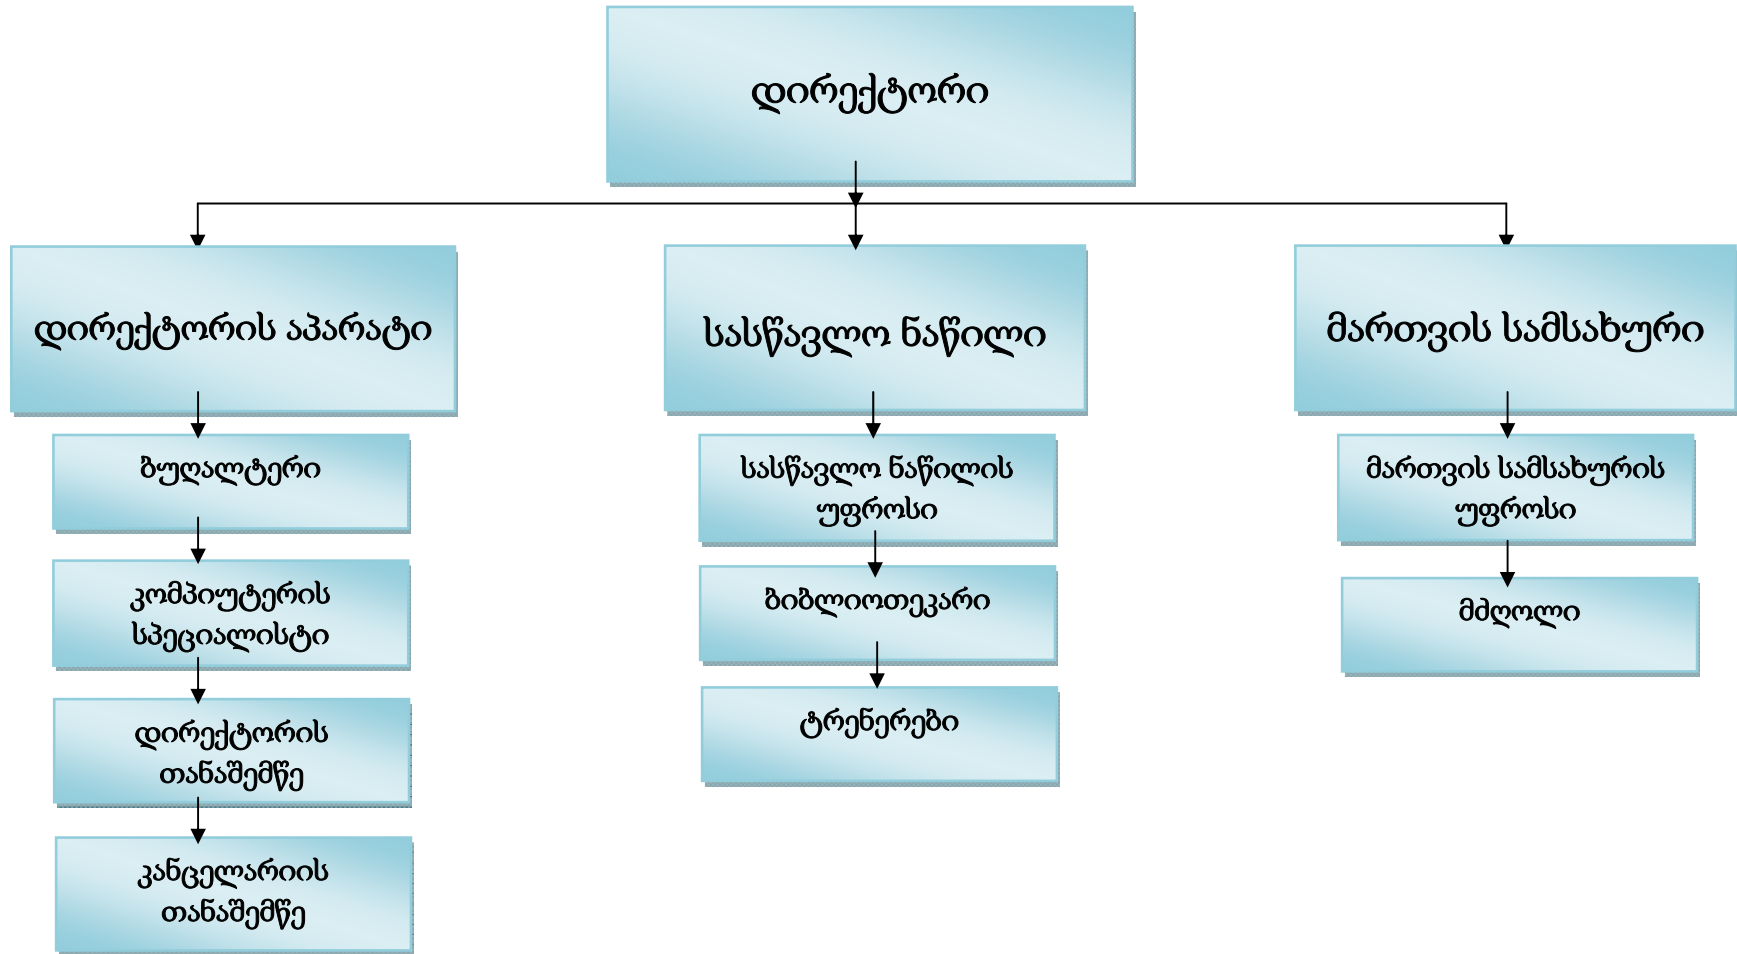 დირექტორი
დირექტორის აპარატი
სასწავლო ნაწილი
მართვის სამსახური
ბუღალტერი
კომპიუტერის
სპეციალისტი
დირექტორის
თანაშემწე
კანცელარიის
თანაშემწე
სასწავლო ნაწილის
უფროსი
ბიბლიოთეკარი
ტრენერები
მართვის სამსახურის
უფროსი
მძღოლი